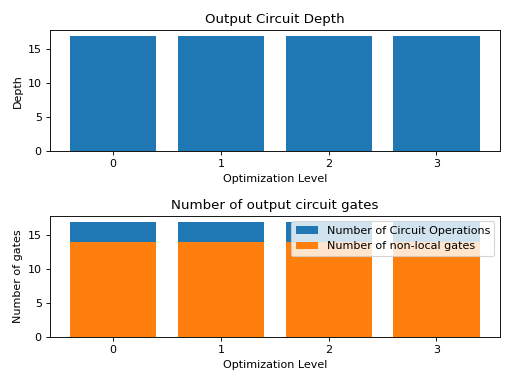 Output Circuit Depth
15
10
5
0
Depth
0 1 2 3
Optimization Level
Number of output circuit gates
15
10
5
0
Number of gates
Number of Circuit Operations
Number of non-local gates
0 1 2 3
Optimization Level